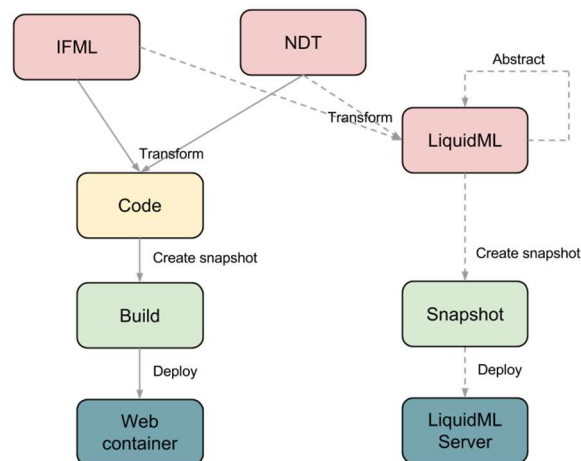 IFML
NDT
Abstract
Transform
LiquidML
Transform
Code
Create snapshot
Create snapshot
Build
Snapshot
Deploy
Deploy
Web
container
LiquidML
Server